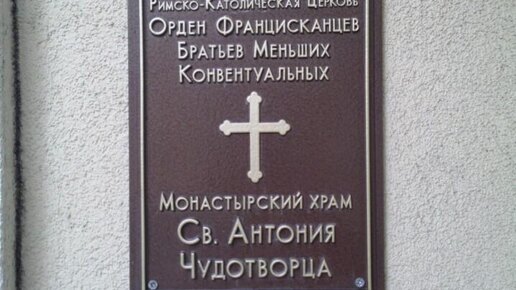 Римско-Католическая Церковь
Орден Францисканцев
Братьев Меньших
Конвентуальных
Монастырский храм
Св. Антония
Чудотворца